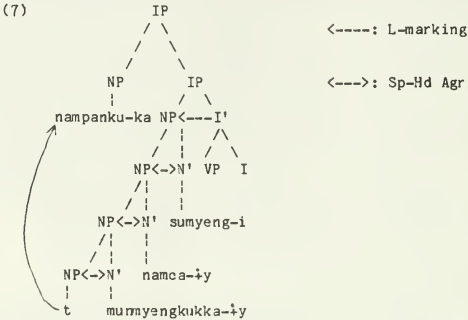 (7) IP <----: L-marking
NP IP <--->: Sp-Hd Agr
nampanku-ka NP<---I'
NP<->N' VP I
NP<->N' sumyeng-i
NP<->N' namca-ɨy
t munmyengkukka-ɨy